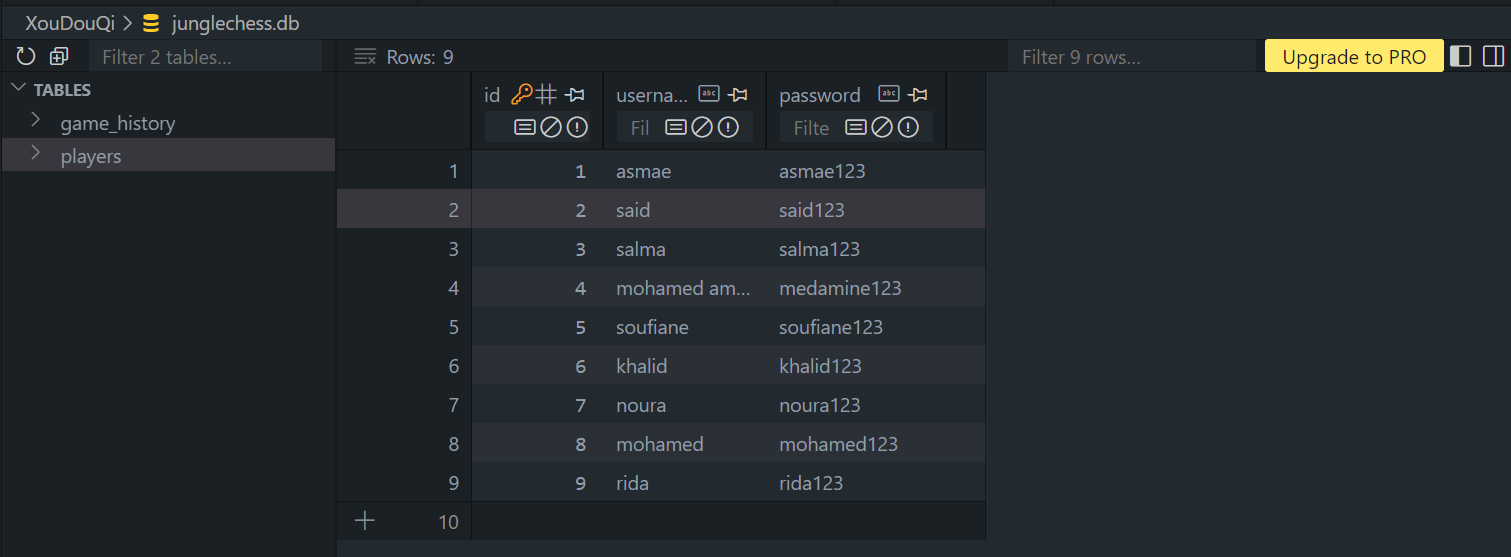 XouDouQi > junglechess.db
Filter 2 tables... Rows: 9 Filter 9 rows... Upgrade to PRO
TABLES
game_history
players
id userna... abc password abc
Fil Filte
1 1 asmae asmae123
2 2 said said123
3 3 salma salma123
4 4 mohamed am... medamine123
5 5 soufiane soufiane123
6 6 khalid khalid123
7 7 noura noura123
8 8 mohamed mohamed123
9 9 rida rida123
10